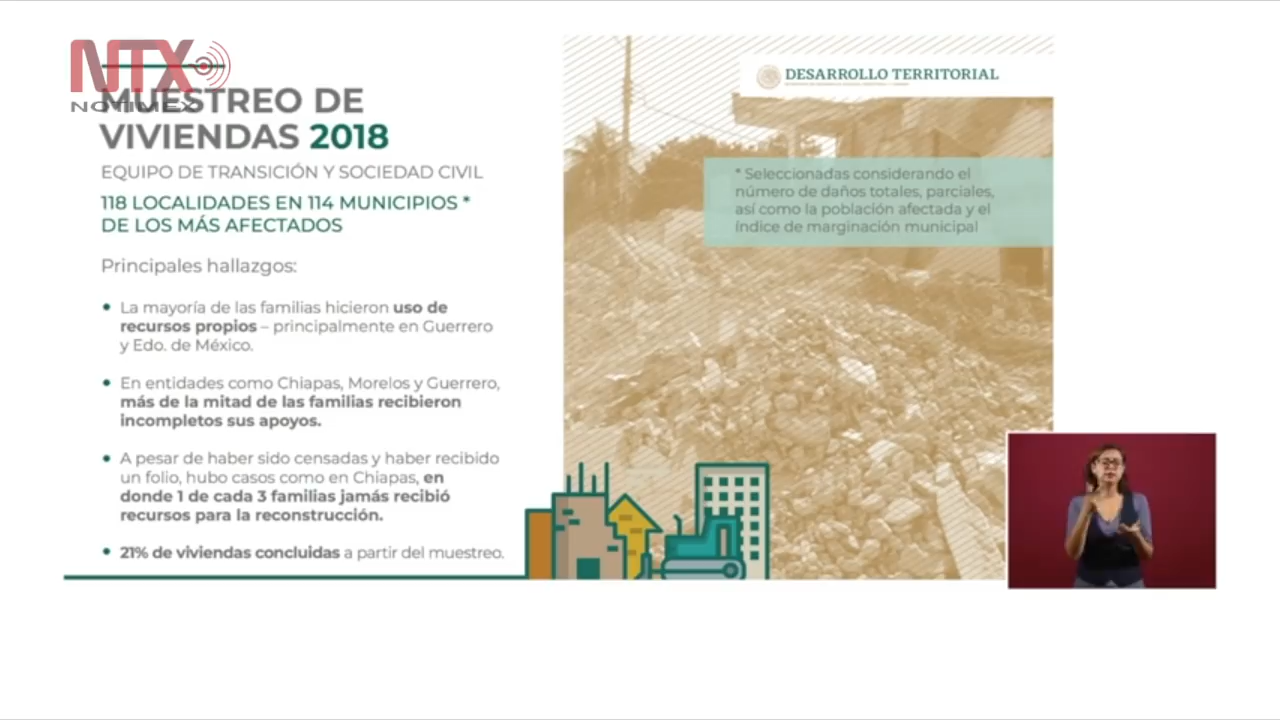 NTX
NOTIMEX
MUESTREO DE
VIVIENDAS 2018
EQUIPO DE TRANSICIÓN Y SOCIEDAD CIVIL
118 LOCALIDADES EN 114 MUNICIPIOS *
DE LOS MÁS AFECTADOS
Principales hallazgos:
• La mayoría de las familias hicieron uso de
recursos propios – principalmente en Guerrero
y Edo. de México.
• En entidades como Chiapas, Morelos y Guerrero,
más de la mitad de las familias recibieron
incompletos sus apoyos.
• A pesar de haber sido censadas y haber recibido
un folio, hubo casos como en Chiapas, en
donde 1 de cada 3 familias jamás recibió
recursos para la reconstrucción.
• 21% de viviendas concluidas a partir del muestreo.
DESARROLLO TERRITORIAL
* Seleccionadas considerando el
número de daños totales, parciales,
así como la población afectada y el
índice de marginación municipal